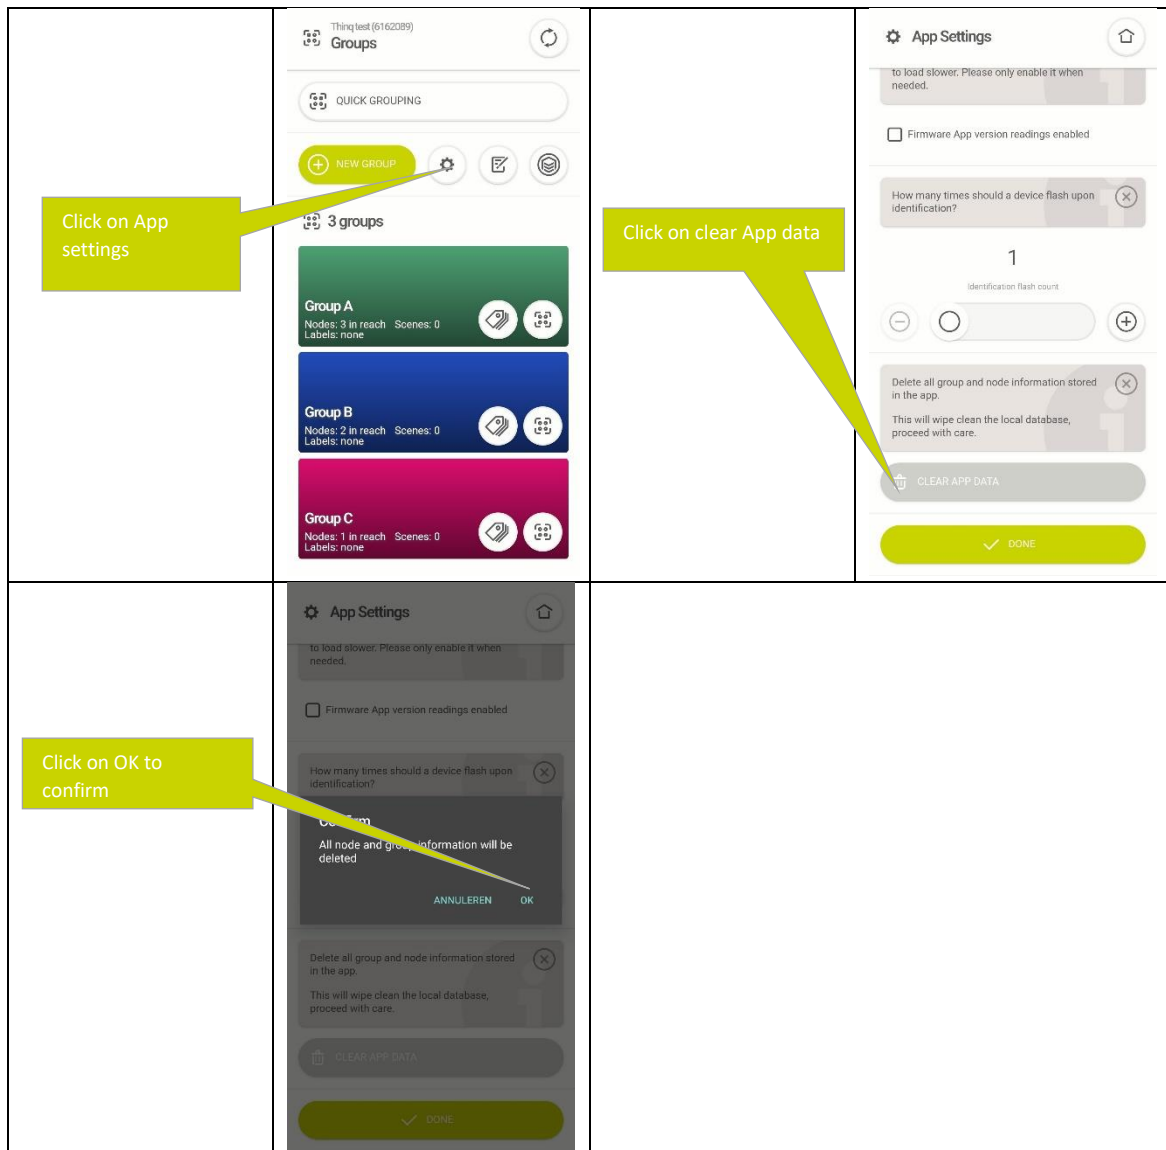 Click on App
settings
Thinq test (6162089)
Groups
QUICK GROUPING
NEW GROUP
3 groups
Group A
Nodes: 3 in reach Scenes: 0
Labels: none
Group B
Nodes: 2 in reach Scenes: 0
Labels: none
Group C
Nodes: 1 in reach Scenes: 0
Labels: none
Click on clear App data
App Settings
to load slower. Please only enable it when
needed.
Firmware App version readings enabled
How many times should a device flash upon
identification?
1
Identification flash count
Delete all group and node information stored
in the app.
This will wipe clean the local database,
proceed with care.
CLEAR APP DATA
DONE
Click on OK to
confirm
App Settings
to load slower. Please only enable it when
needed.
Firmware App version readings enabled
How many times should a device flash upon
identification?
Confirm
All node and group information will be
deleted
ANNULEREN OK
Delete all group and node information stored
in the app.
This will wipe clean the local database,
proceed with care.
CLEAR APP DATA
DONE